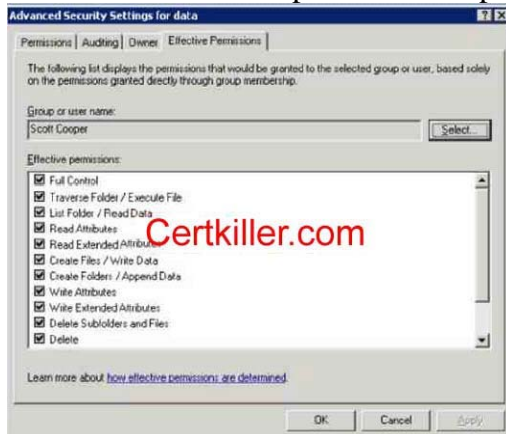 Advanced Security Settings for data
Permissions Auditing Owner Effective Permissions
The following list displays the permissions that would be granted to the selected group or user, based solely
on the permissions granted directly through group membership.
Group or user name:
Scott Cooper
Select...
Effective permissions:
Full Control
Traverse Folder / Execute File
List Folder / Read Data
Read Attributes
Read Extended Attributes
Certkiller.com
Create Files / Write Data
Create Folders / Append Data
Write Attributes
Write Extended Attributes
Delete Subfolders and Files
Delete
Learn more about how effective permissions are determined.
OK Cancel Apply